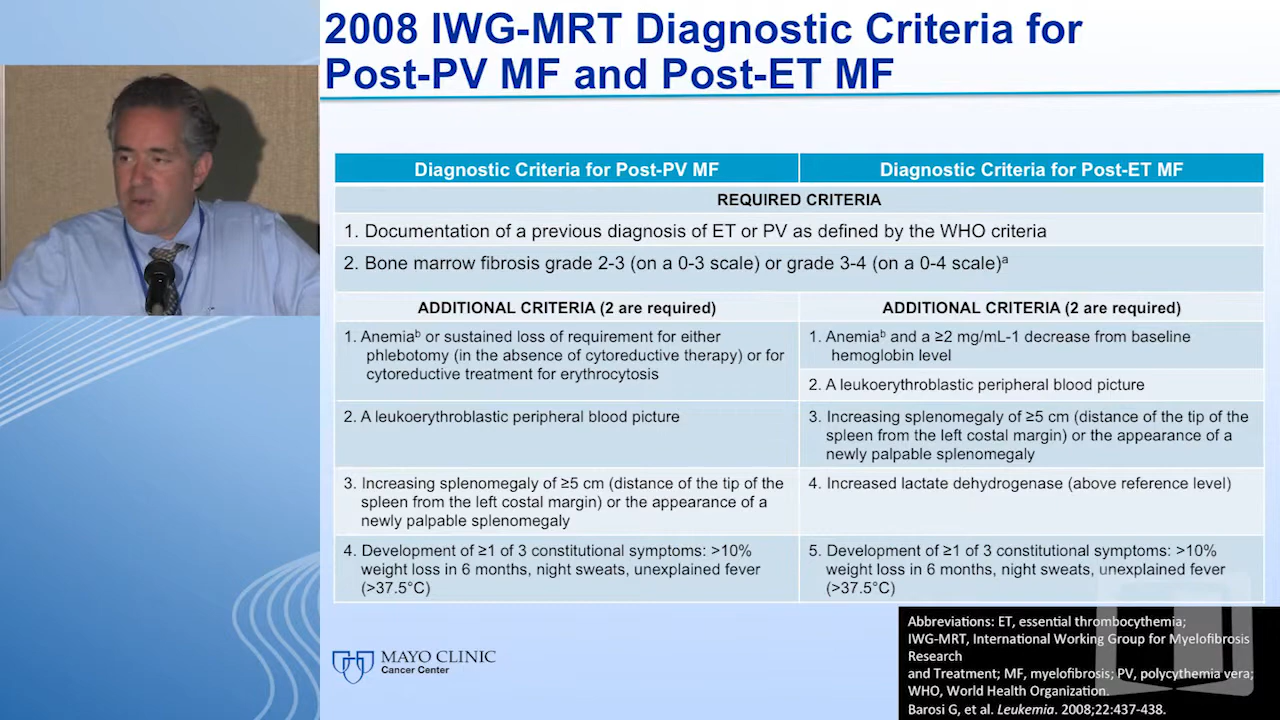 2008 IWG-MRT Diagnostic Criteria for
Post-PV MF and Post-ET MF
Diagnostic Criteria for Post-PV MF
Diagnostic Criteria for Post-ET MF
REQUIRED CRITERIA
1. Documentation of a previous diagnosis of ET or PV as defined by the WHO criteria
2. Bone marrow fibrosis grade 2-3 (on a 0-3 scale) or grade 3-4 (on a 0-4 scale)ᵃ
ADDITIONAL CRITERIA (2 are required)
1. Anemiaᵇ or sustained loss of requirement for either
phlebotomy (in the absence of cytoreductive therapy) or for
cytoreductive treatment for erythrocytosis
2. A leukoerythroblastic peripheral blood picture
3. Increasing splenomegaly of ≥5 cm (distance of the tip of the
spleen from the left costal margin) or the appearance of a
newly palpable splenomegaly
4. Development of ≥1 of 3 constitutional symptoms: >10%
weight loss in 6 months, night sweats, unexplained fever
(>37.5°C)
ADDITIONAL CRITERIA (2 are required)
1. Anemiaᵇ and a ≥2 mg/mL-1 decrease from baseline
hemoglobin level
2. A leukoerythroblastic peripheral blood picture
3. Increasing splenomegaly of ≥5 cm (distance of the tip of the
spleen from the left costal margin) or the appearance of a
newly palpable splenomegaly
4. Increased lactate dehydrogenase (above reference level)
5. Development of ≥1 of 3 constitutional symptoms: >10%
weight loss in 6 months, night sweats, unexplained fever
(>37.5°C)
MAYO CLINIC
Cancer Center
Abbreviations: ET, essential thrombocythemia;
IWG-MRT, International Working Group for Myelofibrosis
Research
and Treatment; MF, myelofibrosis; PV, polycythemia vera;
WHO, World Health Organization.
Barosi G, et al. Leukemia. 2008;22:437-438.